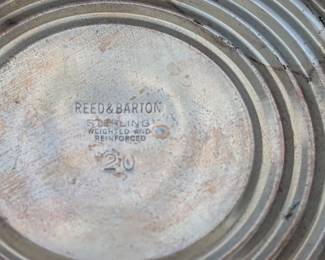 REED & BARTON
STERLING
WEIGHTED AND
REINFORCED
20